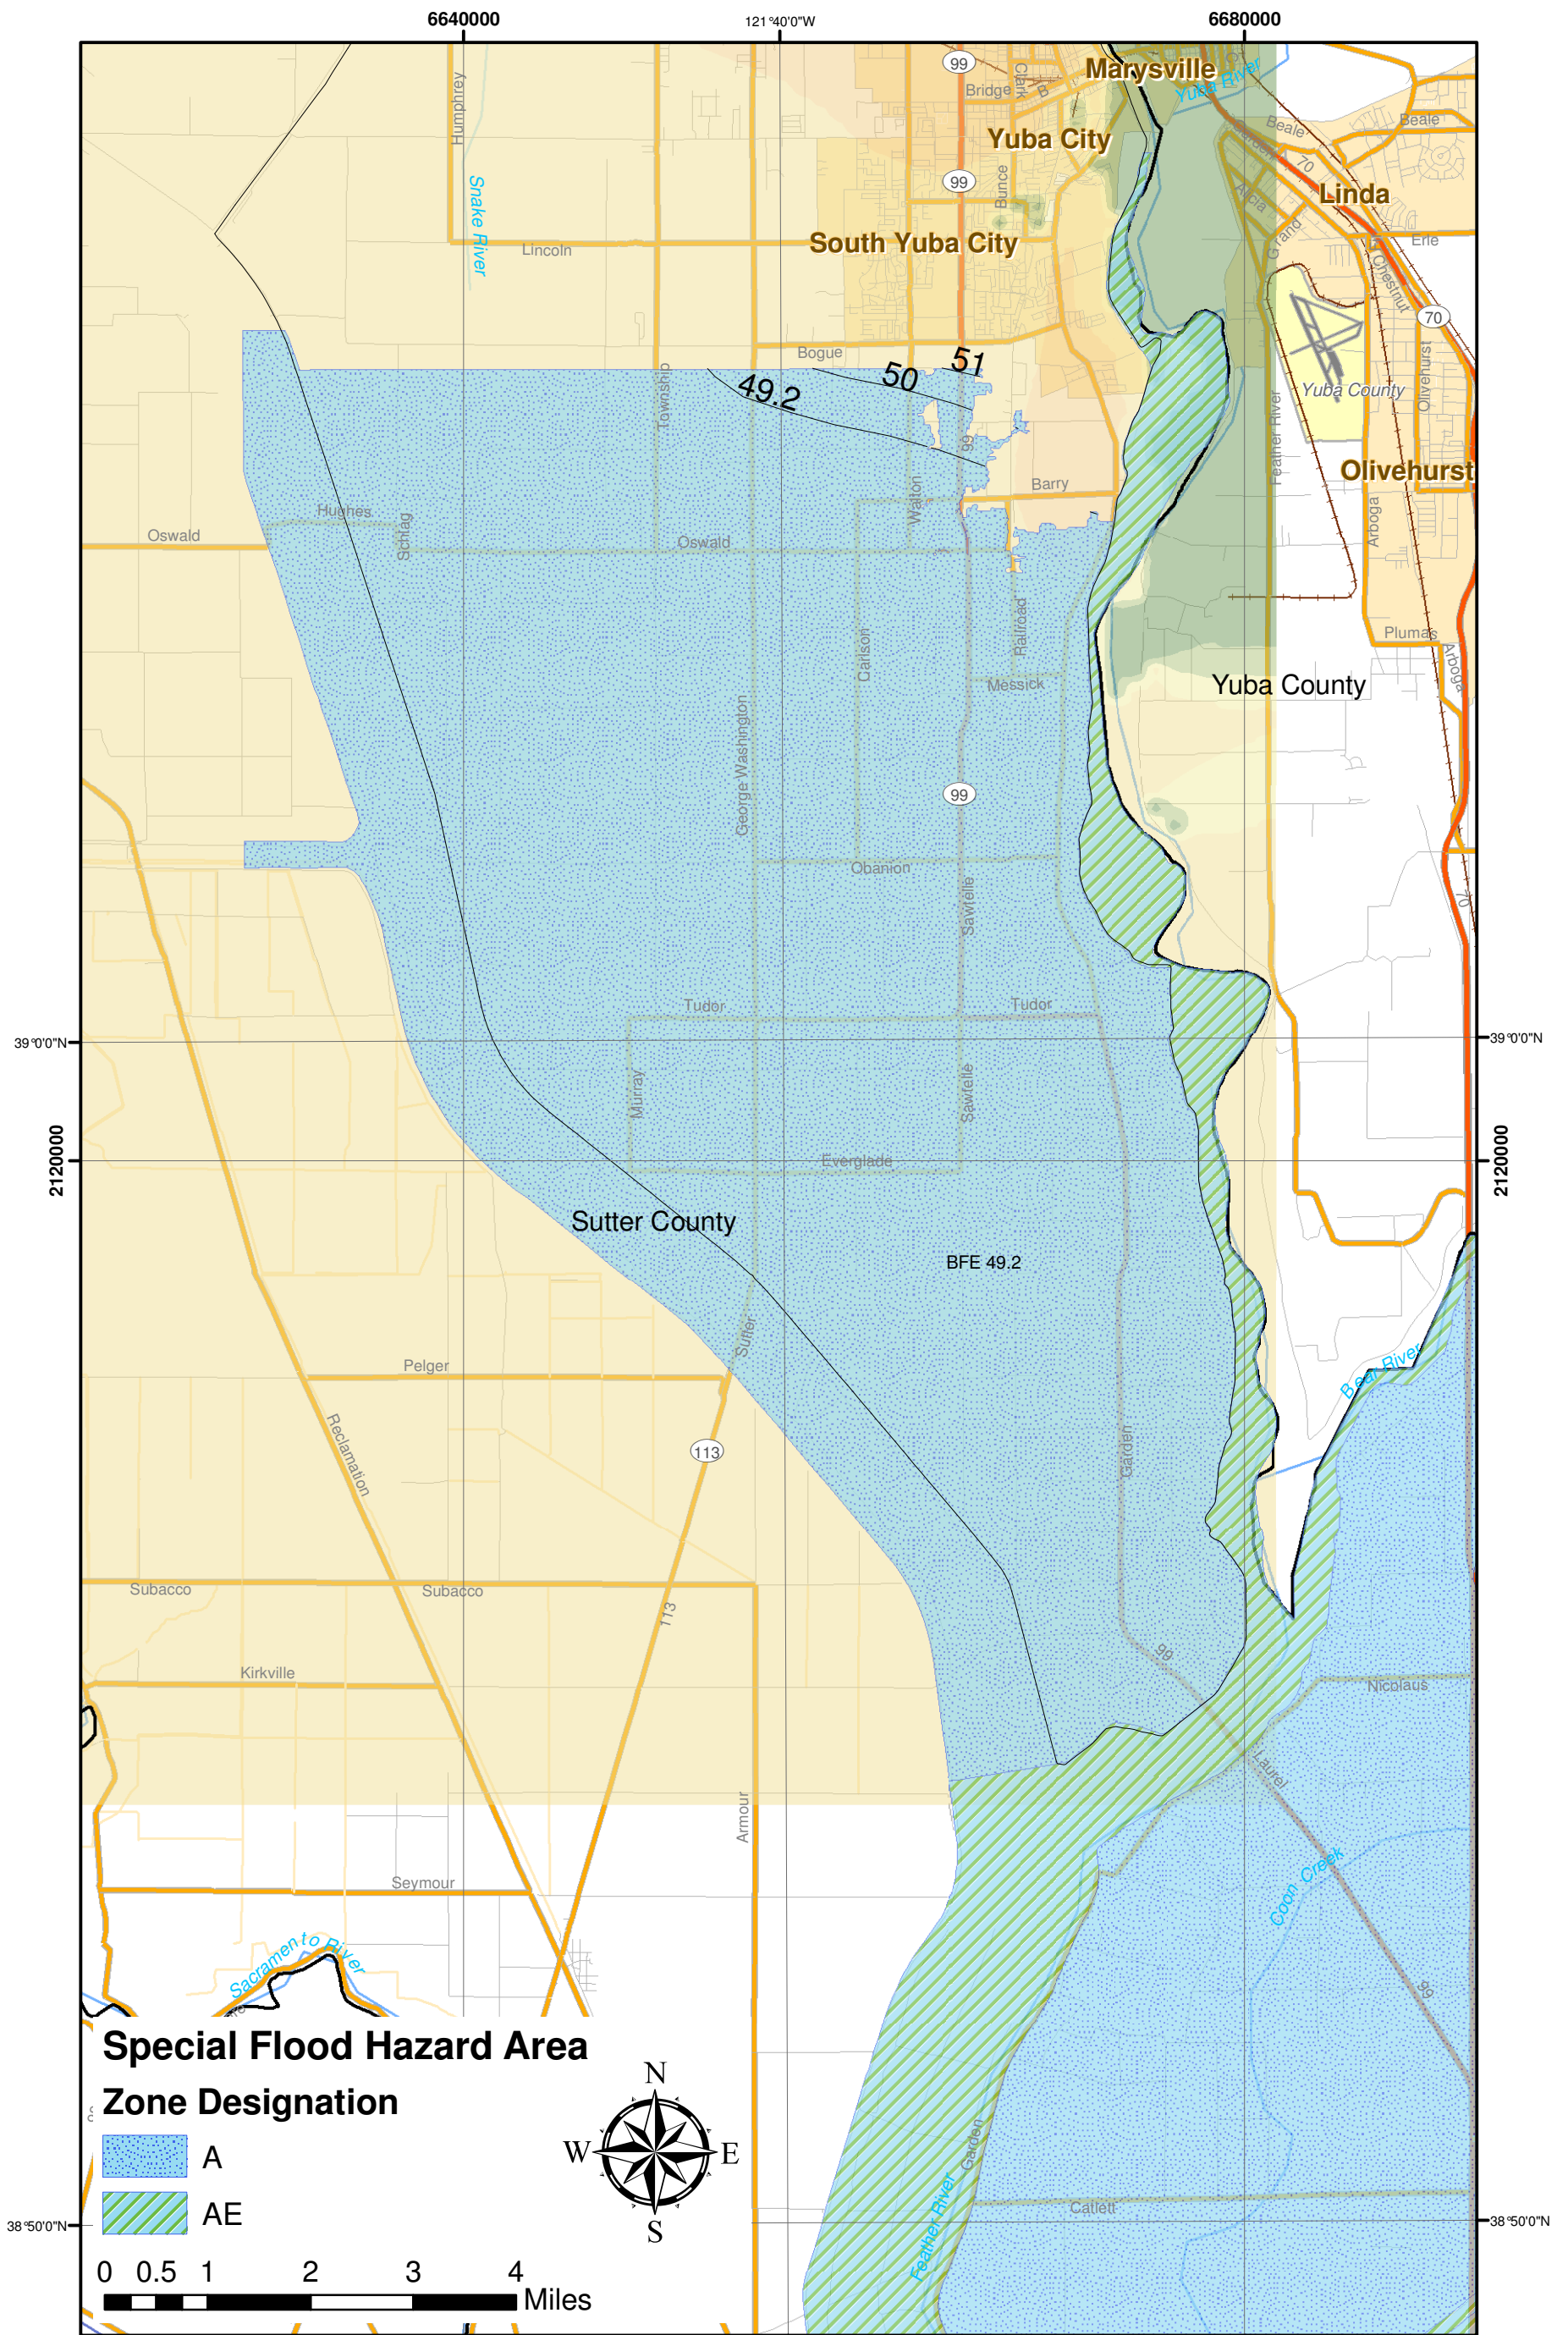 6640000
121°40'0"W
6680000
99
Marysville
Yuba River
Bridge
B
Clark
Humphrey
Beale
Beale
Yuba City
70
99
Bunce
Linda
Alicia
Snake River
South Yuba City
Grand
Erle
Lincoln
Chestnut
70
Bogue
51
50
49.2
Township
Yuba County
Olivehurst
Feather River
99
Olivehurst
Barry
Walton
Hughes
Schlag
Oswald
Oswald
Arboga
Railroad
Carlson
Plumas
Arboga
Messick
Yuba County
George Washington
99
Obanion
Sawtelle
70
Tudor
Tudor
39°0'0"N
39°0'0"N
Murray
Sawtelle
2120000
2120000
Everglade
Sutter County
BFE 49.2
Sutter
Pelger
Bear River
Reclamation
113
Garden
Subacco
Subacco
113
99
Kirkville
Nicolaus
Laurel
Armour
Seymour
Coon Creek
Sacramento River
99
Special Flood Hazard Area
Zone Designation
N
W
E
S
A
AE
Garden
Feather River
Catlett
38°50'0"N
38°50'0"N
0 0.5 1 2 3 4
Miles